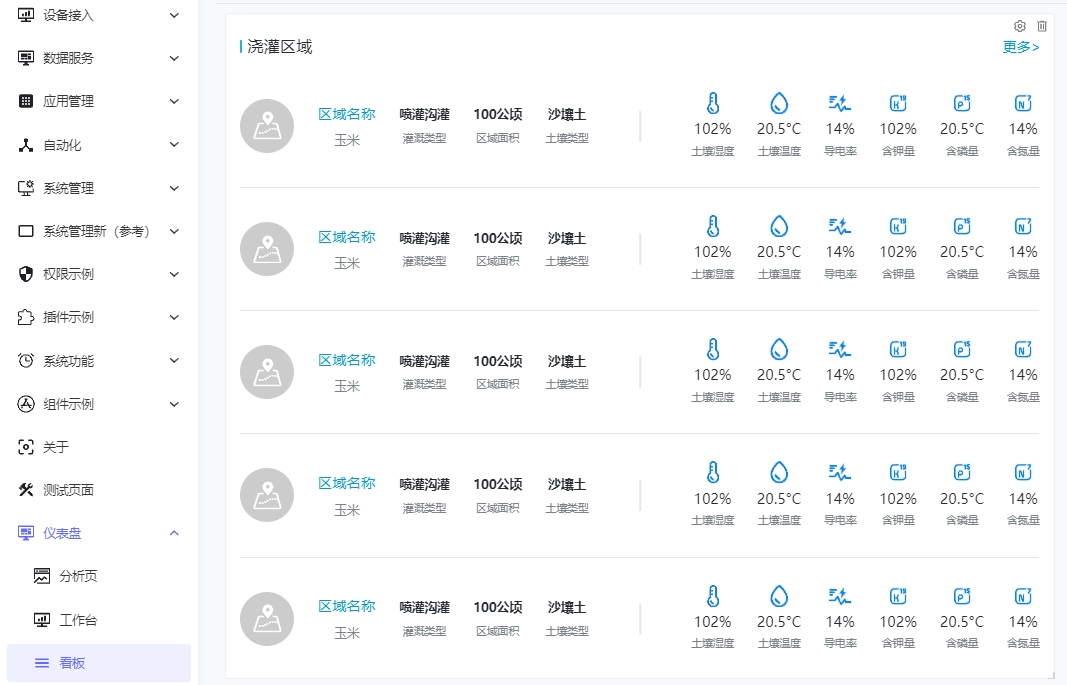 设备接入
数据服务
应用管理
自动化
系统管理
系统管理新（参考）
权限示例
插件示例
系统功能
组件示例
关于
测试页面
仪表盘
分析页
工作台
看板
浇灌区域
更多>
区域名称 喷灌沟灌 100公顷 沙壤土 102% 20.5°C 14% 102% 20.5°C 14%
玉米 灌溉类型 区域面积 土壤类型 土壤湿度 土壤温度 导电率 含钾量 含磷量 含氮量
区域名称 喷灌沟灌 100公顷 沙壤土 102% 20.5°C 14% 102% 20.5°C 14%
玉米 灌溉类型 区域面积 土壤类型 土壤湿度 土壤温度 导电率 含钾量 含磷量 含氮量
区域名称 喷灌沟灌 100公顷 沙壤土 102% 20.5°C 14% 102% 20.5°C 14%
玉米 灌溉类型 区域面积 土壤类型 土壤湿度 土壤温度 导电率 含钾量 含磷量 含氮量
区域名称 喷灌沟灌 100公顷 沙壤土 102% 20.5°C 14% 102% 20.5°C 14%
玉米 灌溉类型 区域面积 土壤类型 土壤湿度 土壤温度 导电率 含钾量 含磷量 含氮量
区域名称 喷灌沟灌 100公顷 沙壤土 102% 20.5°C 14% 102% 20.5°C 14%
玉米 灌溉类型 区域面积 土壤类型 土壤湿度 土壤温度 导电率 含钾量 含磷量 含氮量